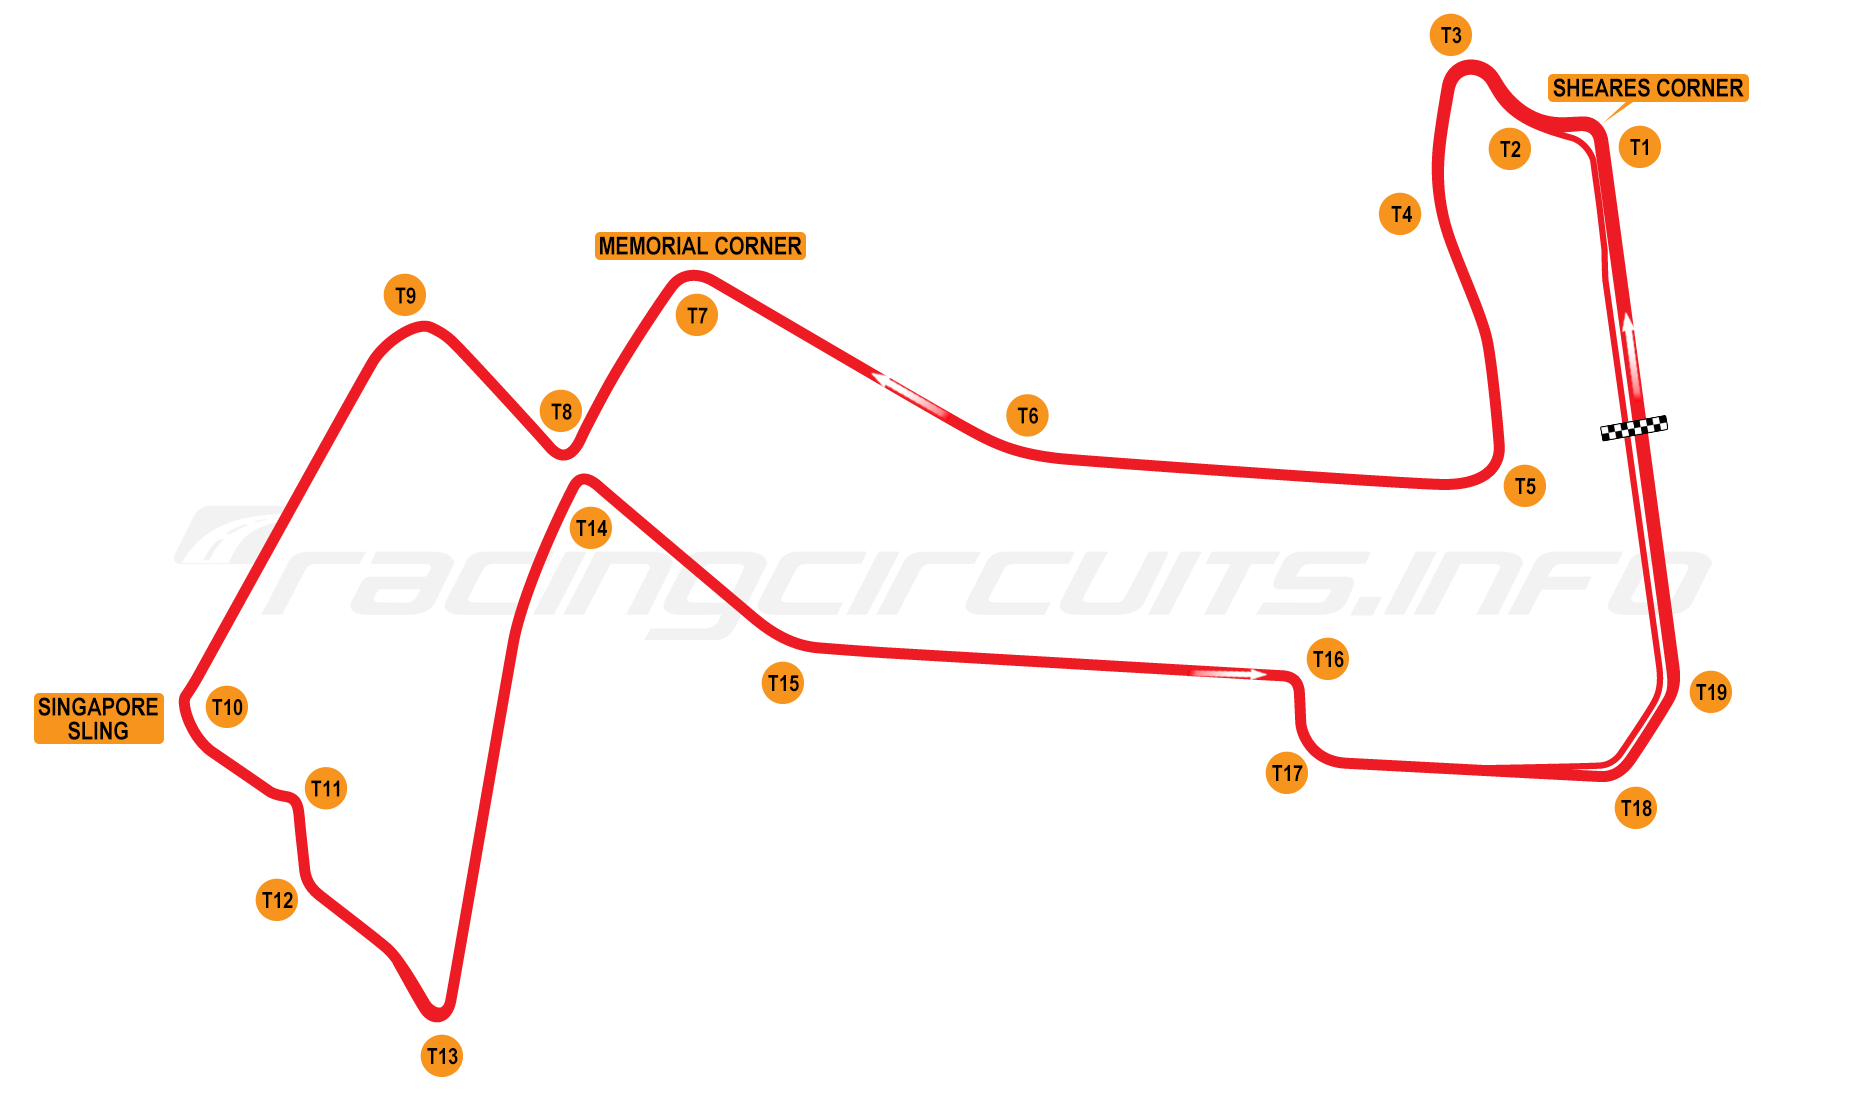 T3
SHEARES CORNER
T2
T1
T4
MEMORIAL CORNER
T9
T7
T8
T6
T5
T14
racingcircuits.info
T16
T15
T19
SINGAPORE
SLING
T10
T17
T11
T18
T12
T13